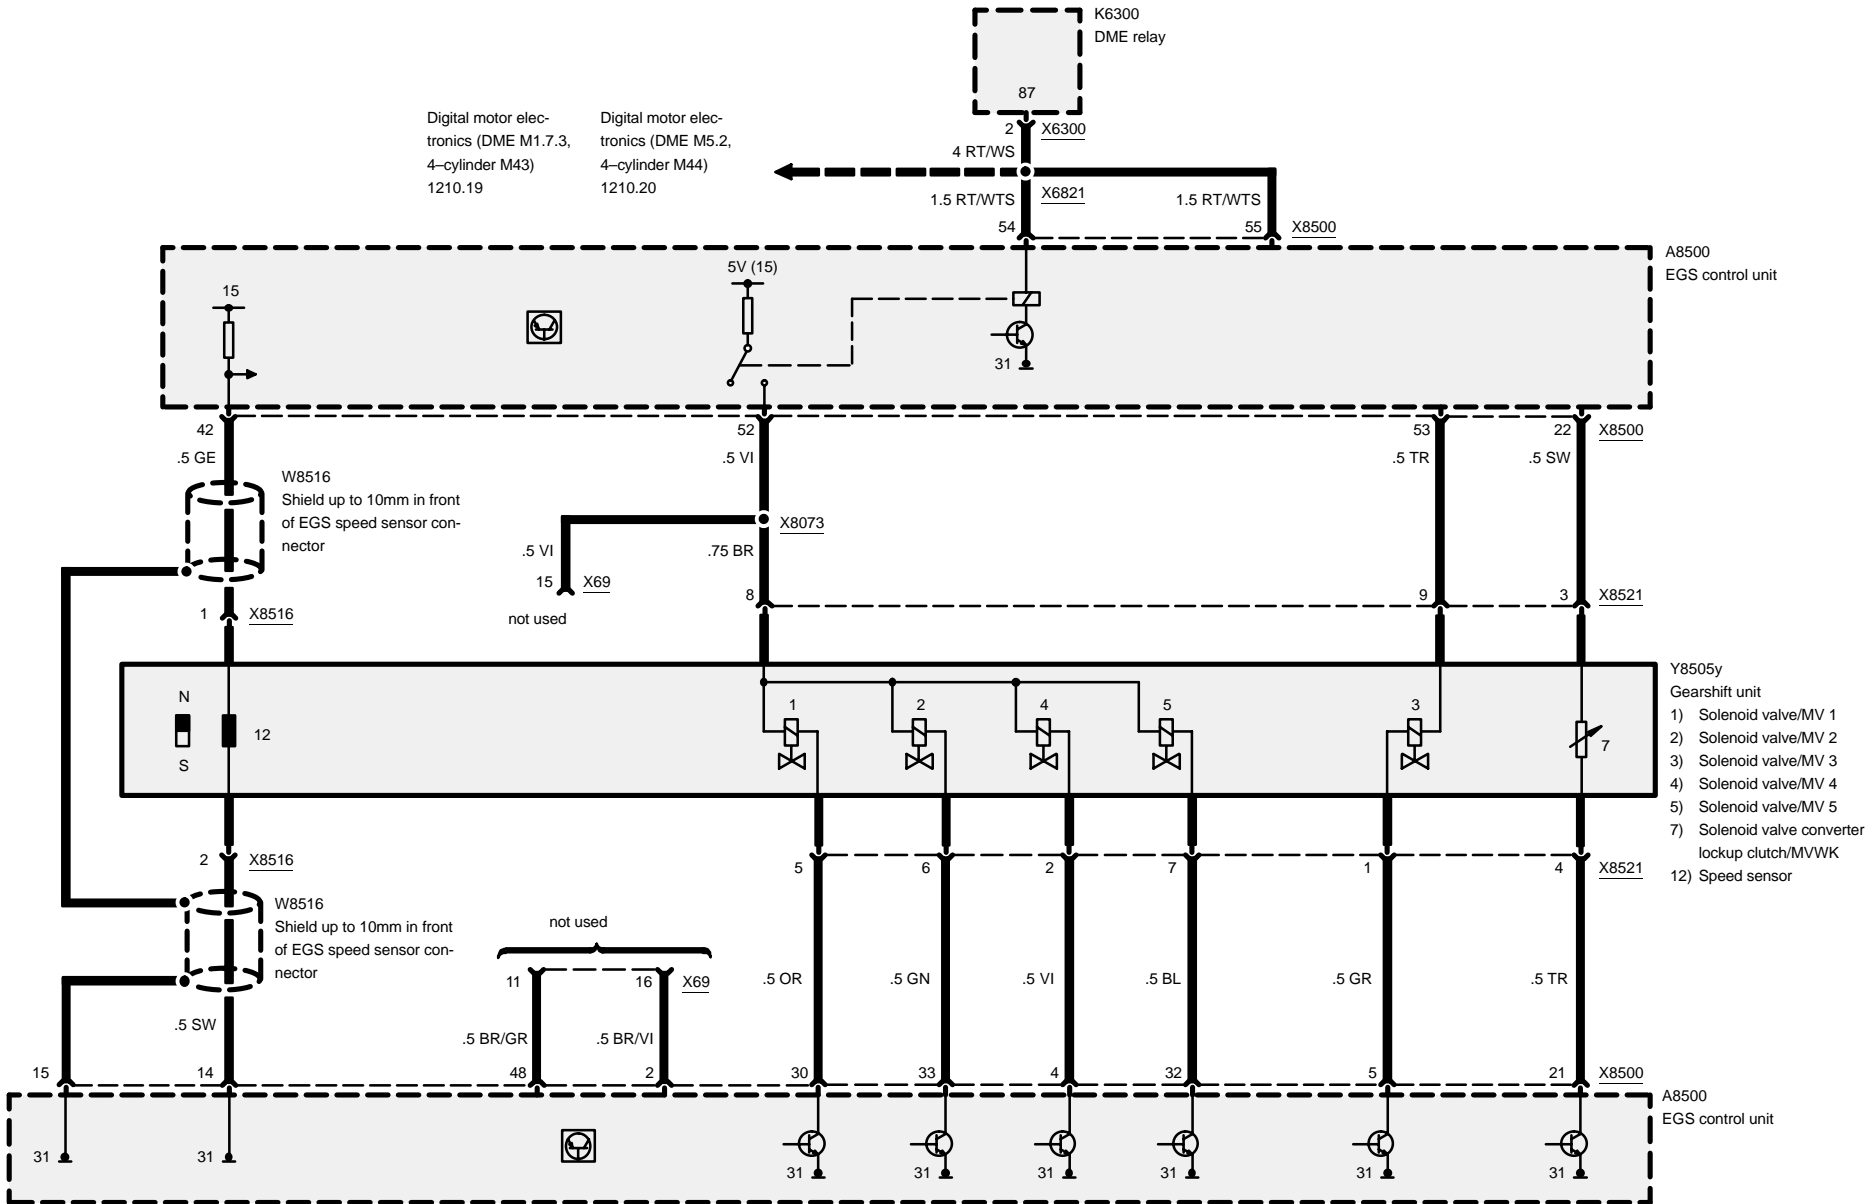 K6300
DME relay
87
Digital motor elec-
tronics (DME M1.7.3,
4–cylinder M43)
1210.19
Digital motor elec-
tronics (DME M5.2,
4–cylinder M44)
1210.20
2
X6300
4 RT/WS
X6821
1.5 RT/WTS
1.5 RT/WTS
54
55
X8500
A8500
EGS control unit
15
5V (15)
31
42
52
53
22
X8500
.5 GE
.5 VI
.5 TR
.5 SW
W8516
Shield up to 10mm in front
of EGS speed sensor con-
nector
X8073
.5 VI
.75 BR
15
X69
not used
1
X8516
8
9
3
X8521
Y8505y
Gearshift unit
1) Solenoid valve/MV 1
2) Solenoid valve/MV 2
3) Solenoid valve/MV 3
4) Solenoid valve/MV 4
5) Solenoid valve/MV 5
7) Solenoid valve converter
lockup clutch/MVWK
12) Speed sensor
N
S
12
1
2
4
5
3
7
2
X8516
5
6
2
7
1
4
X8521
W8516
Shield up to 10mm in front
of EGS speed sensor con-
nector
not used
11
16
X69
.5 OR
.5 GN
.5 VI
.5 BL
.5 GR
.5 TR
.5 SW
.5 BR/GR
.5 BR/VI
15
14
48
2
30
33
4
32
5
21
X8500
A8500
EGS control unit
31
31
31
31
31
31
31
31